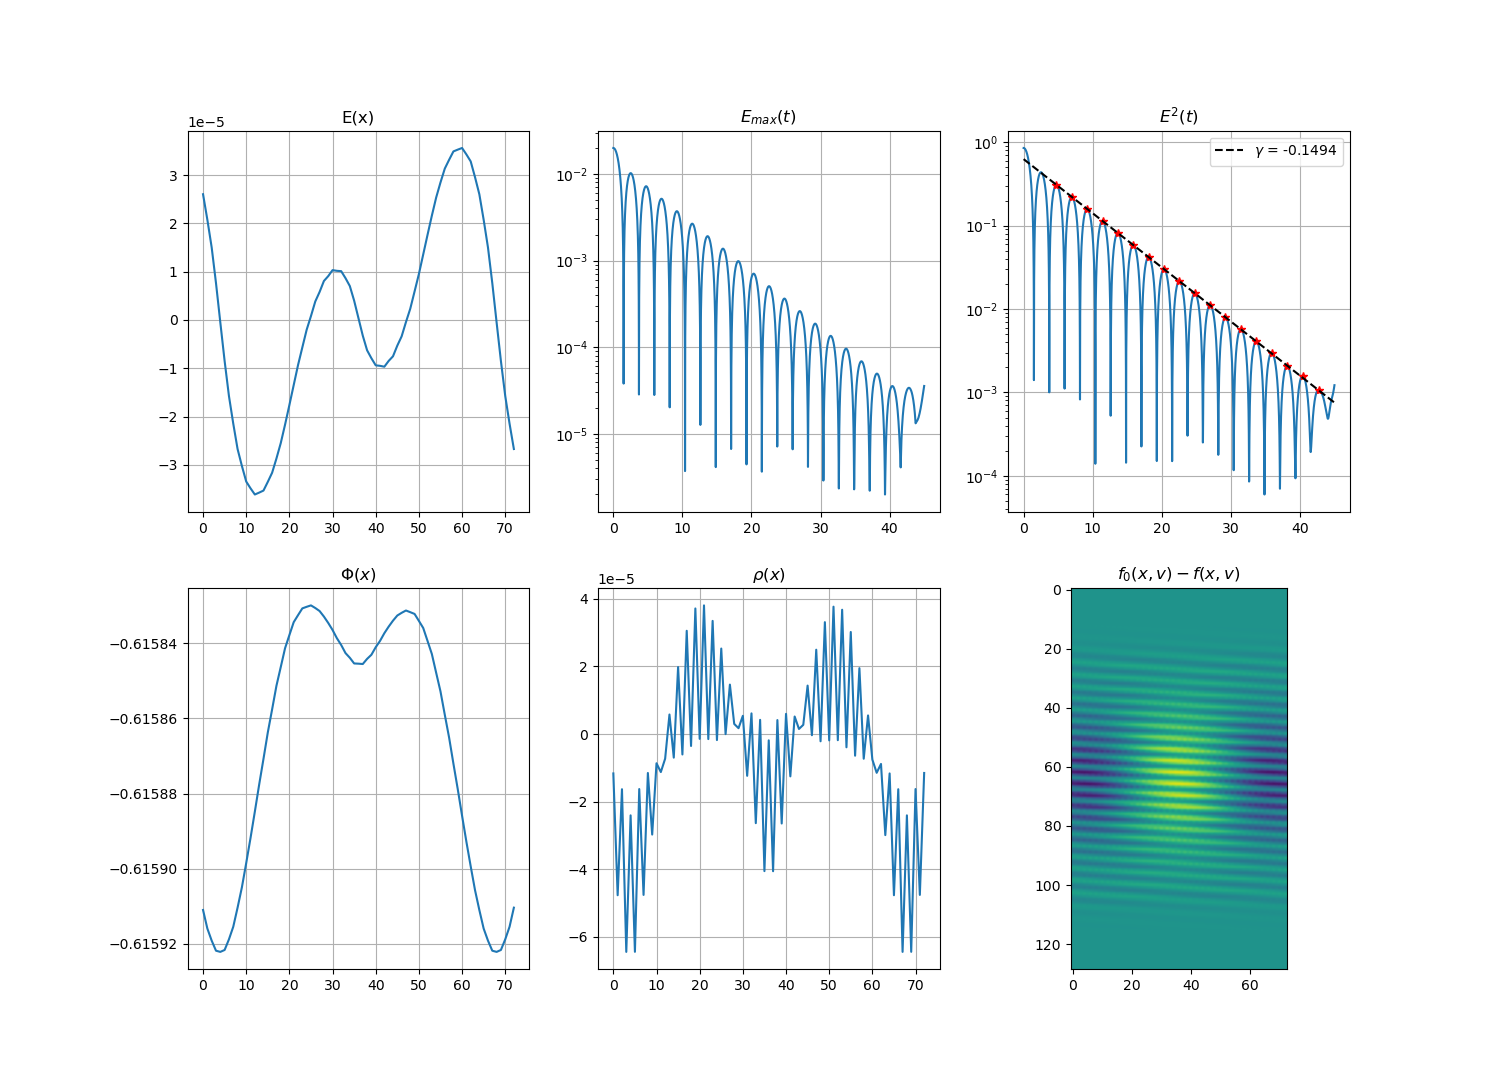 E(x)
1e−5
3
2
1
0
−1
−2
−3
0 10 20 30 40 50 60 70
E_max(t)
10^−2
10^−3
10^−4
10^−5
0 10 20 30 40
E^2(t)
γ = -0.1494
10^0
10^−1
10^−2
10^−3
10^−4
0 10 20 30 40
Φ(x)
−0.61584
−0.61586
−0.61588
−0.61590
−0.61592
0 10 20 30 40 50 60 70
ρ(x)
1e−5
4
2
0
−2
−4
−6
0 10 20 30 40 50 60 70
f_0(x, v) − f(x, v)
0
20
40
60
80
100
120
0 20 40 60